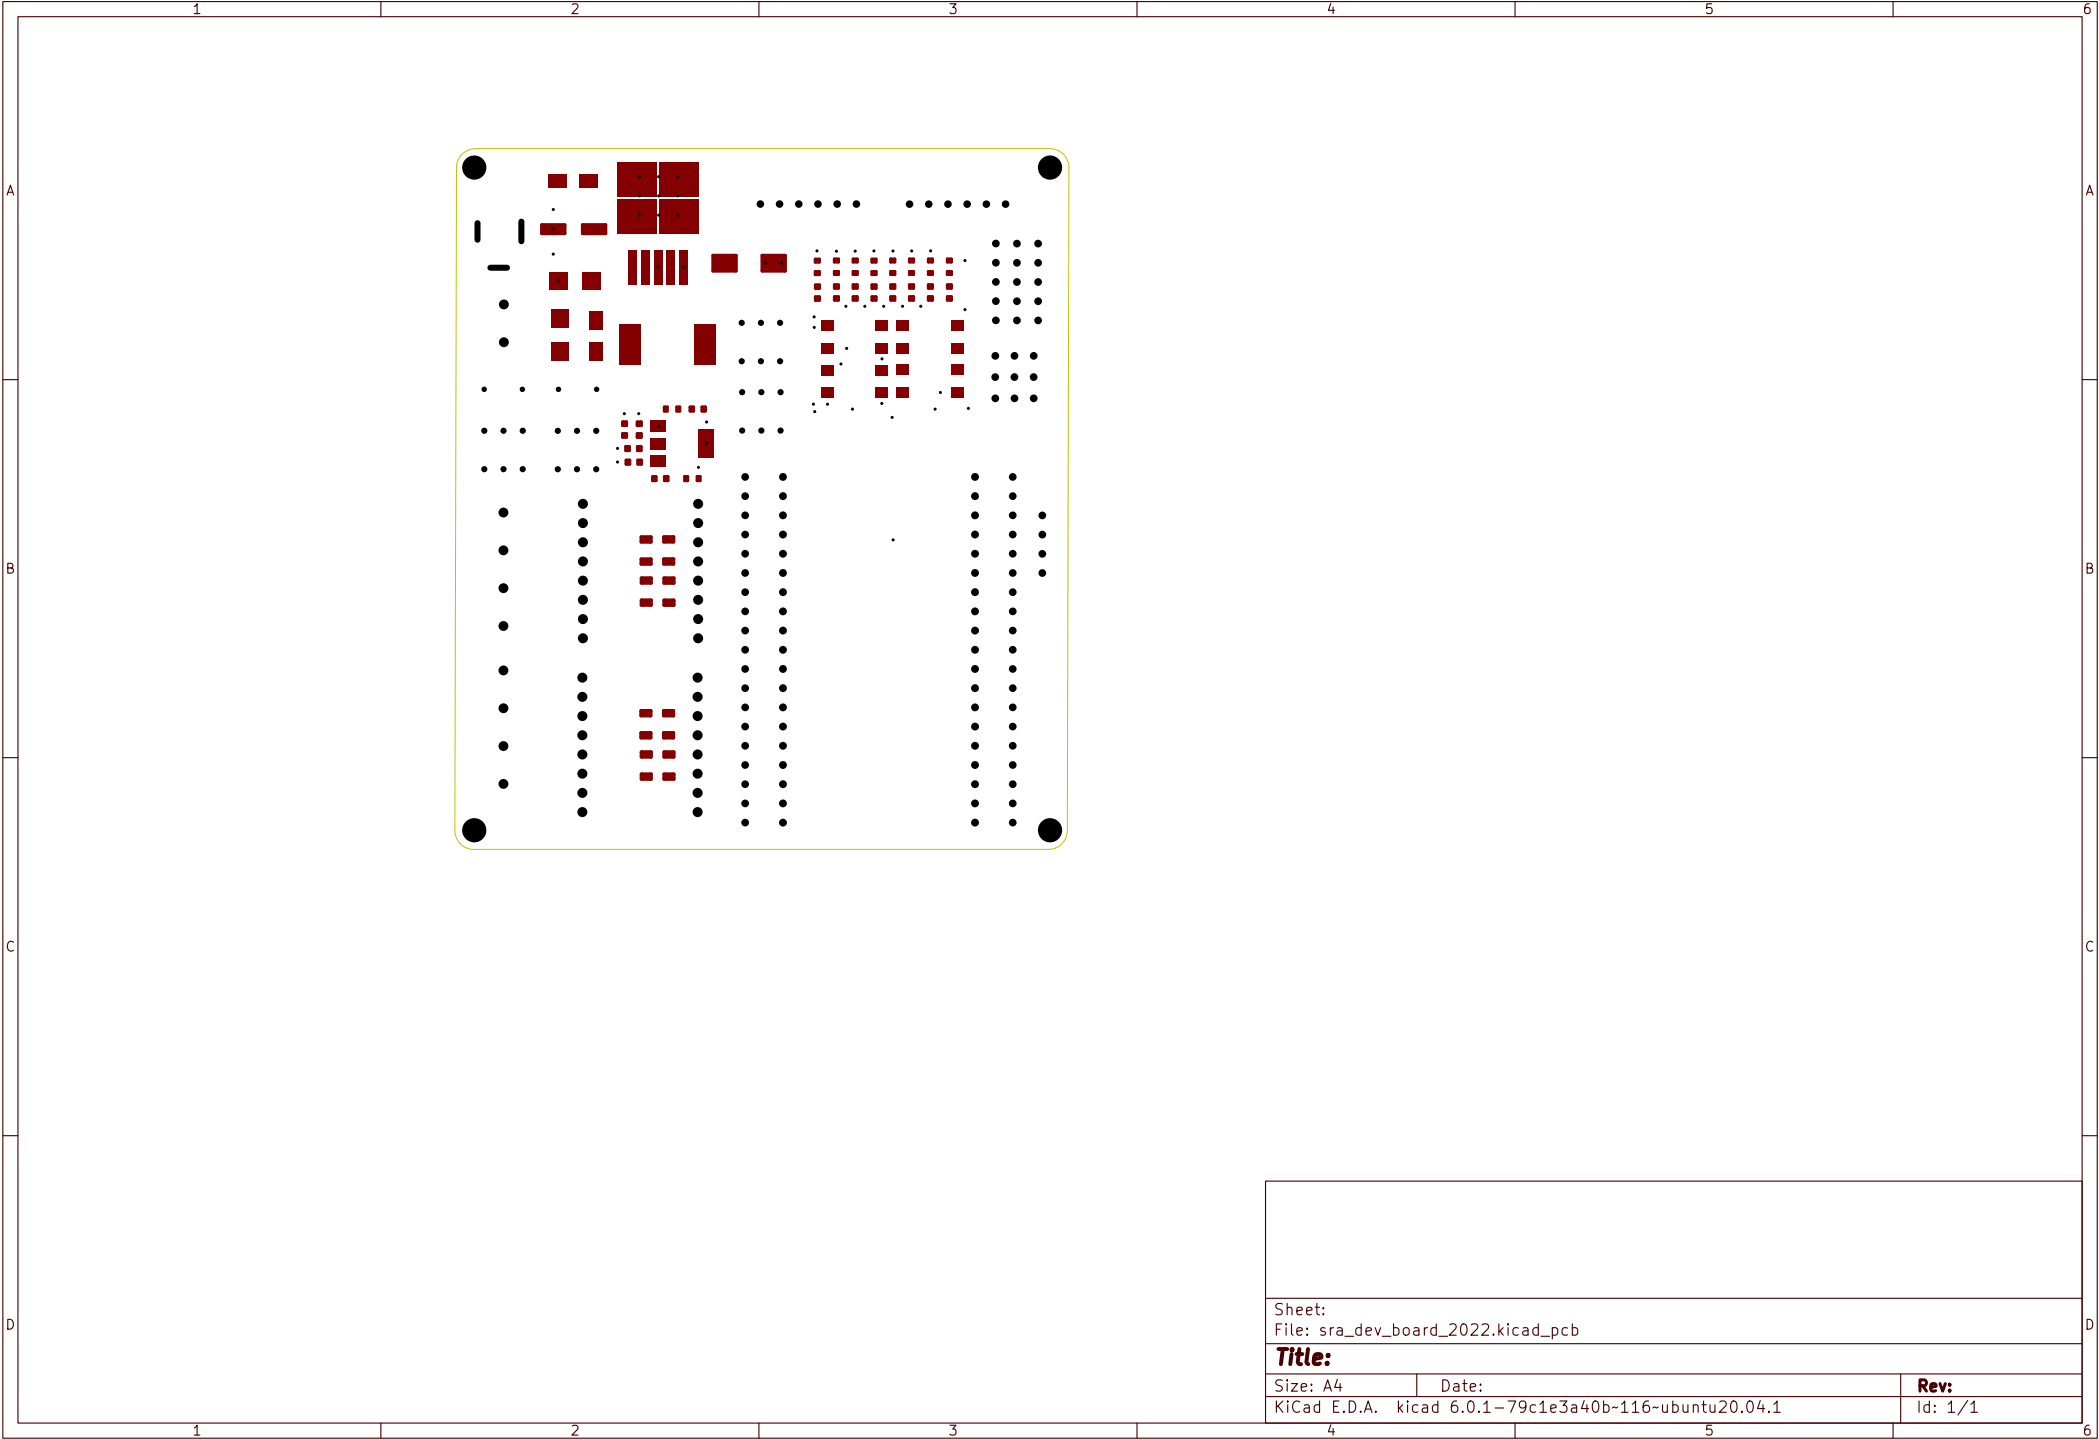 1 2 3 4 5 6
A A
B B
C C
D D
Sheet:
File: sra_dev_board_2022.kicad_pcb
Title:
Size: A4 Date: Rev:
KiCad E.D.A. kicad 6.0.1-79c1e3a40b~116~ubuntu20.04.1 Id: 1/1
1 2 3 4 5 6